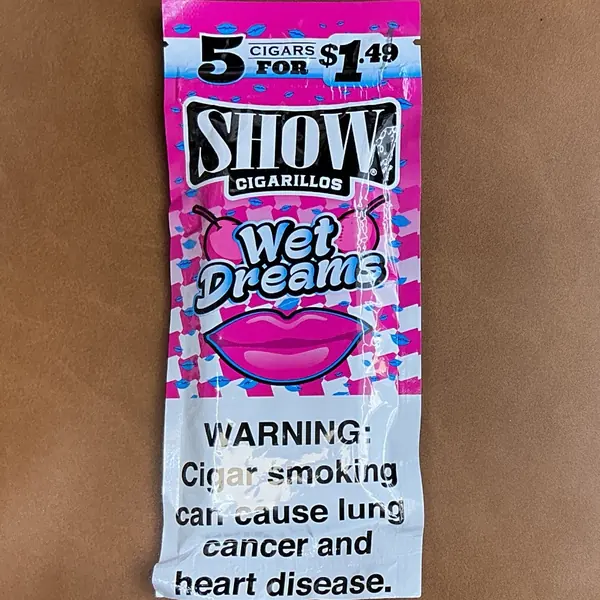 5 CIGARS FOR $1.49
SHOW®
CIGARILLOS
Wet
Dreams
WARNING:
Cigar smoking
can cause lung
cancer and
heart disease.